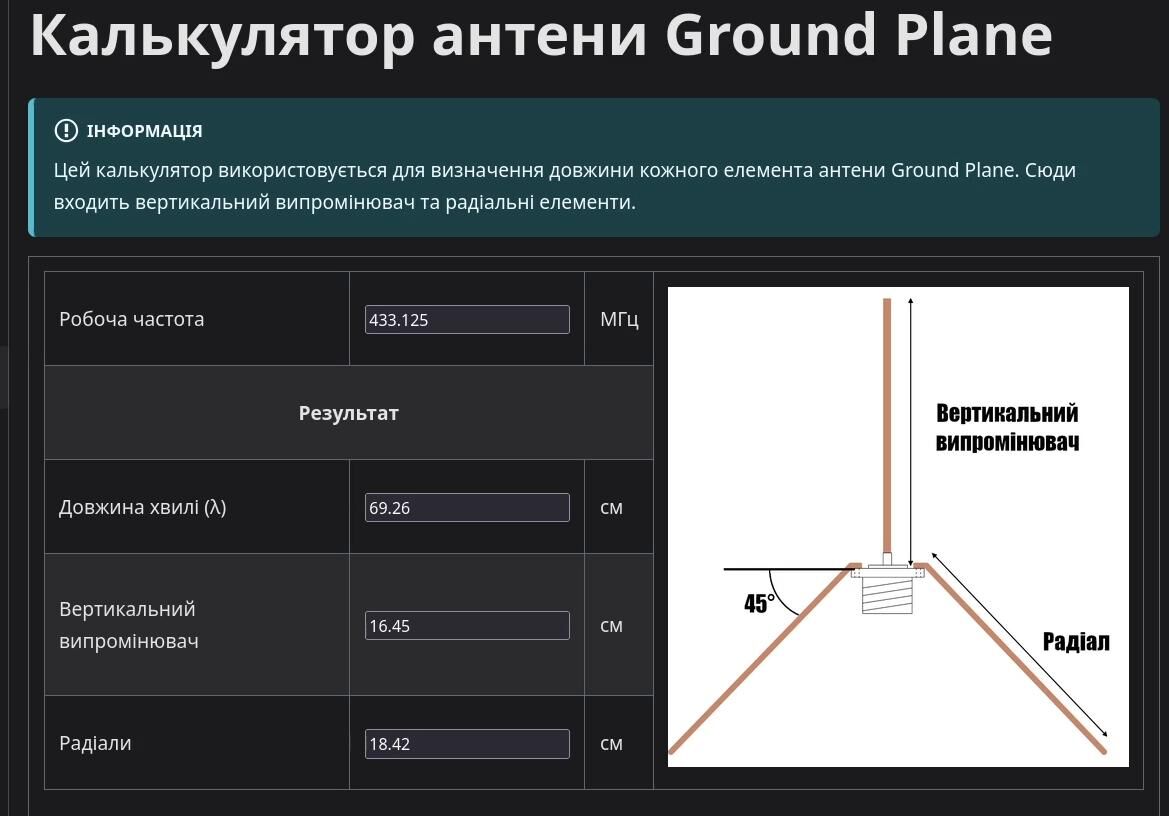 Калькулятор антени Ground Plane
ІНФОРМАЦІЯ
Цей калькулятор використовується для визначення довжини кожного елемента антени Ground Plane. Сюди
входить вертикальний випромінювач та радіальні елементи.
Робоча частота 433.125 МГц
Результат
Довжина хвилі (λ) 69.26 см
Вертикальний
випромінювач 16.45 см
Радіали 18.42 см
Вертикальний
випромінювач
45°
Радіал